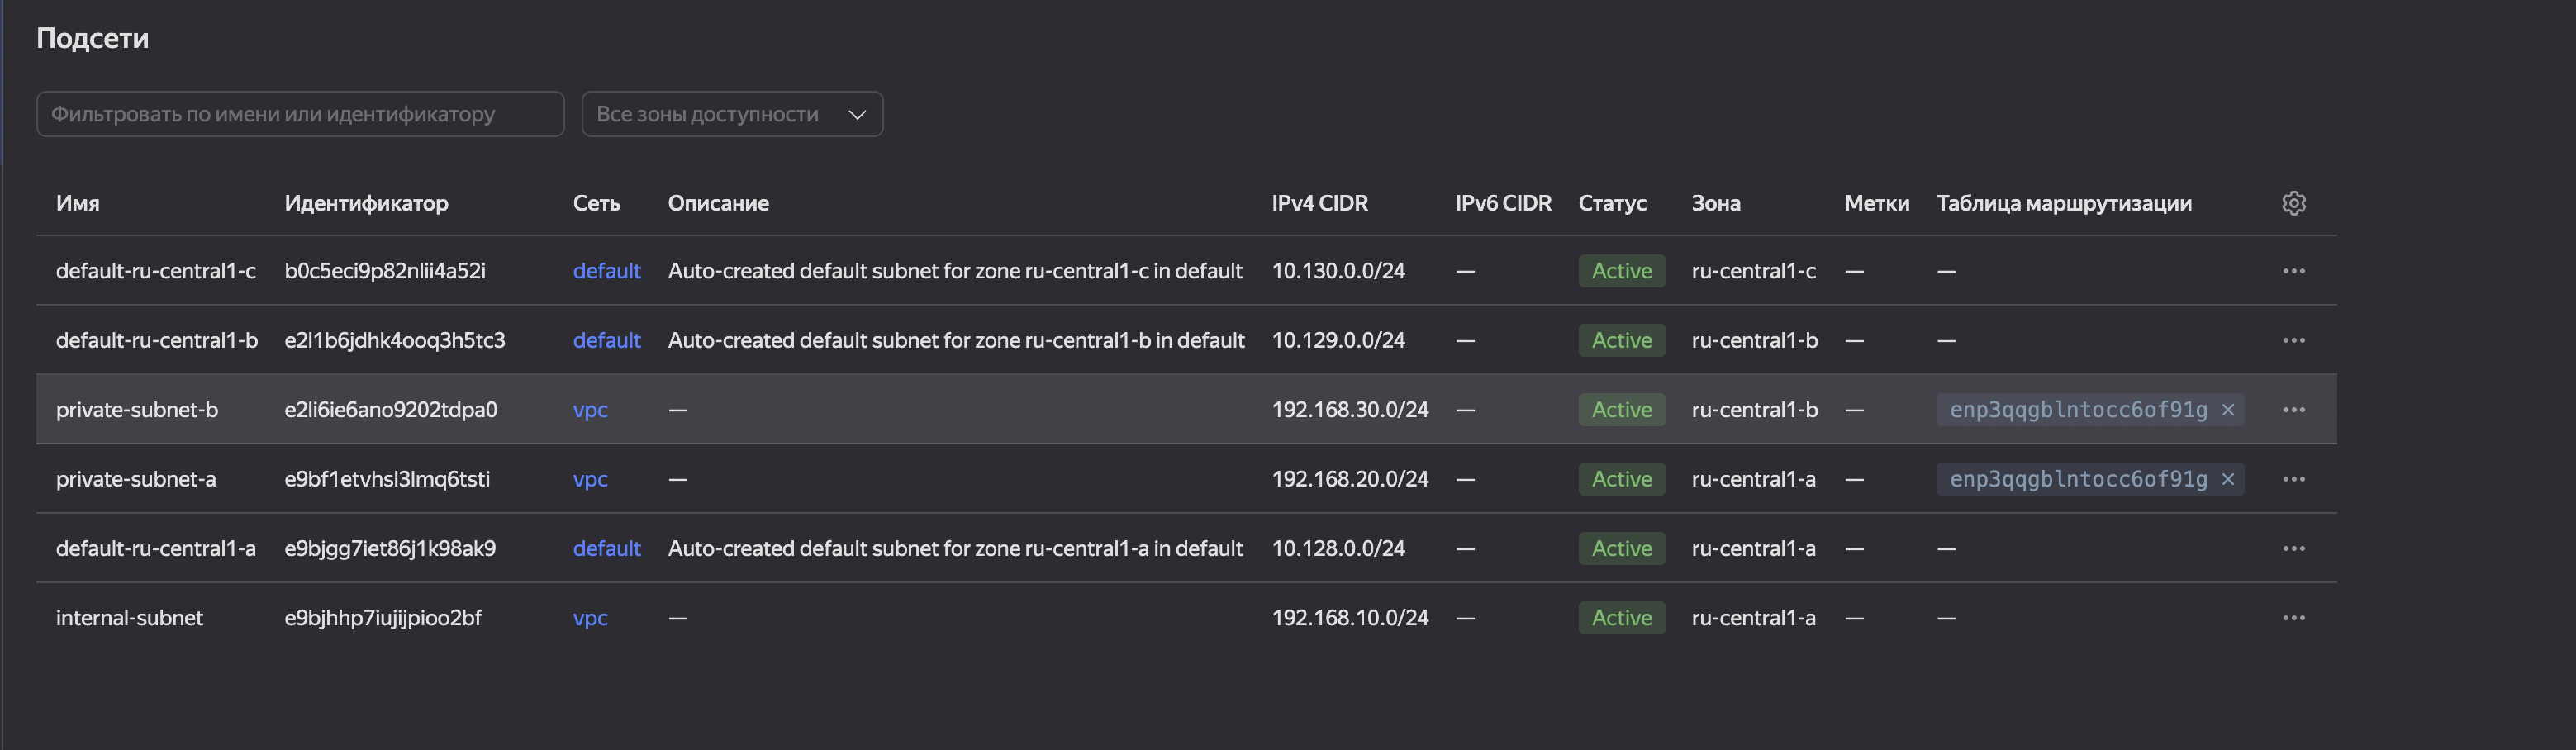 Подсети
Фильтровать по имени или идентификатору Все зоны доступности
Имя Идентификатор Сеть Описание IPv4 CIDR IPv6 CIDR Статус Зона Метки Таблица маршрутизации
default-ru-central1-c b0c5eci9p82nlii4a52i default Auto-created default subnet for zone ru-central1-c in default 10.130.0.0/24 — Active ru-central1-c — —
default-ru-central1-b e2l1b6jdhk4ooq3h5tc3 default Auto-created default subnet for zone ru-central1-b in default 10.129.0.0/24 — Active ru-central1-b — —
private-subnet-b e2li6ie6ano9202tdpa0 vpc — 192.168.30.0/24 — Active ru-central1-b — enp3qqgblntocc6of91g ×
private-subnet-a e9bf1etvhsl3lmq6tsti vpc — 192.168.20.0/24 — Active ru-central1-a — enp3qqgblntocc6of91g ×
default-ru-central1-a e9bjgg7iet86j1k98ak9 default Auto-created default subnet for zone ru-central1-a in default 10.128.0.0/24 — Active ru-central1-a — —
internal-subnet e9bjhhp7iujijpioo2bf vpc — 192.168.10.0/24 — Active ru-central1-a — —